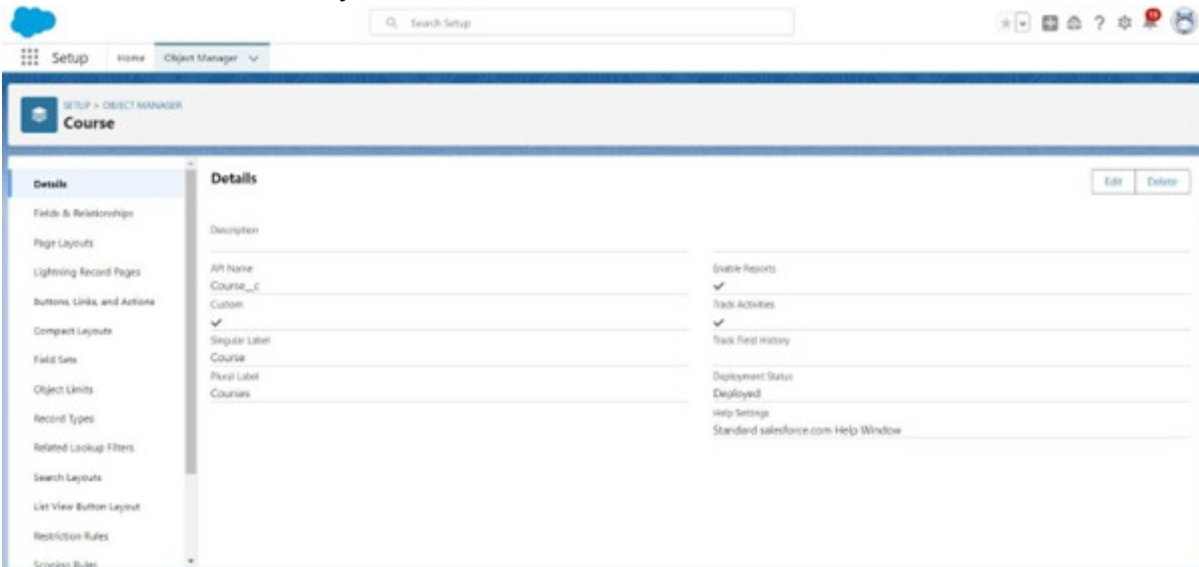 Search Setup
19
Setup Home Object Manager
SETUP > OBJECT MANAGER
Course
Details
Fields & Relationships
Page Layouts
Lightning Record Pages
Buttons, Links, and Actions
Compact Layouts
Field Sets
Object Limits
Record Types
Related Lookup Filters
Search Layouts
List View Button Layout
Restriction Rules
Scoping Rules
Details
Edit Delete
Description
API Name
Course__c
Custom
Singular Label
Course
Plural Label
Courses
Enable Reports
Track Activities
Track Field History
Deployment Status
Deployed
Help Settings
Standard salesforce.com Help Window